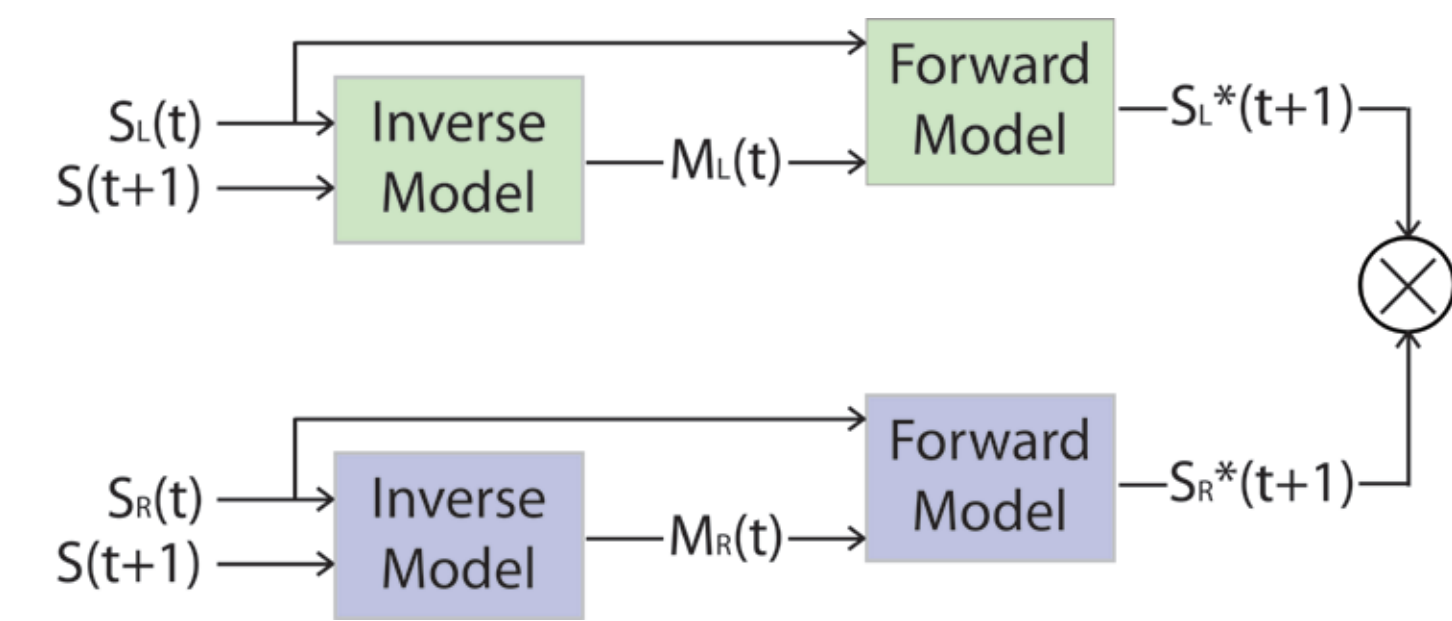 Forward
Model
SL(t)
S(t+1)
Inverse
Model
ML(t)
SL*(t+1)
Forward
Model
SR(t)
S(t+1)
Inverse
Model
MR(t)
SR*(t+1)